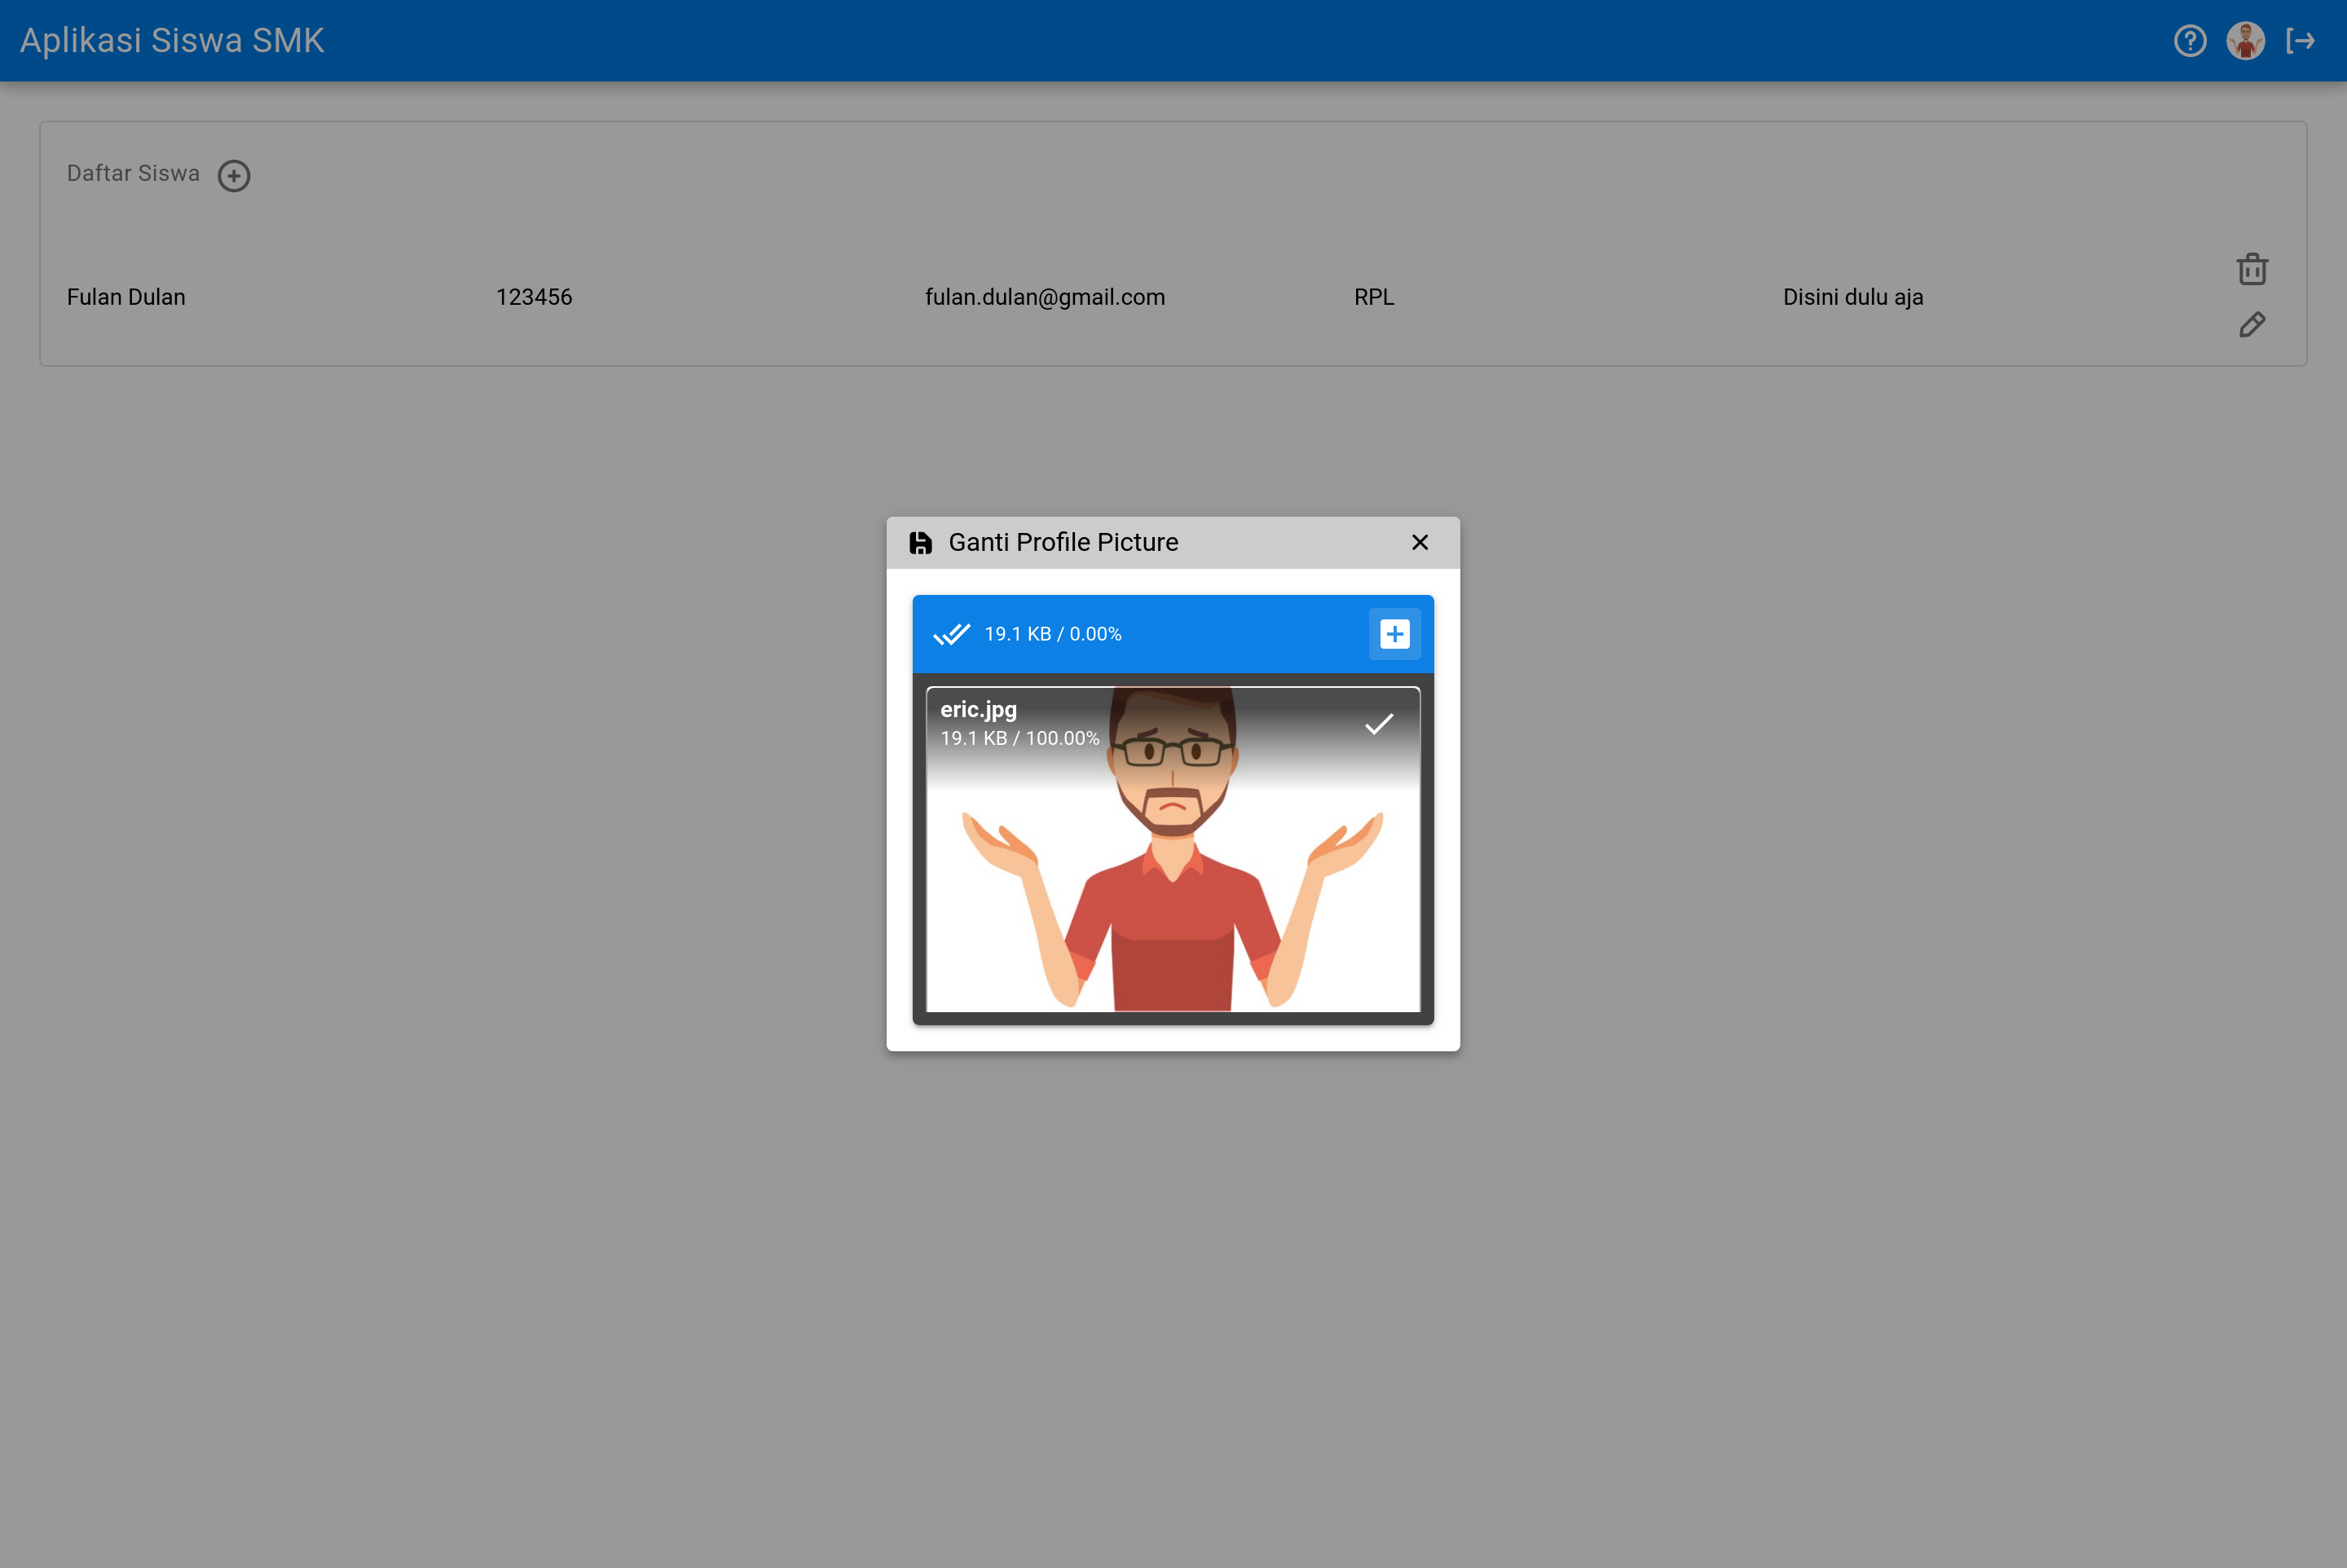 Aplikasi Siswa SMK
Daftar Siswa
Fulan Dulan 123456 fulan.dulan@gmail.com RPL Disini dulu aja
Ganti Profile Picture
19.1 KB / 0.00%
eric.jpg
19.1 KB / 100.00%